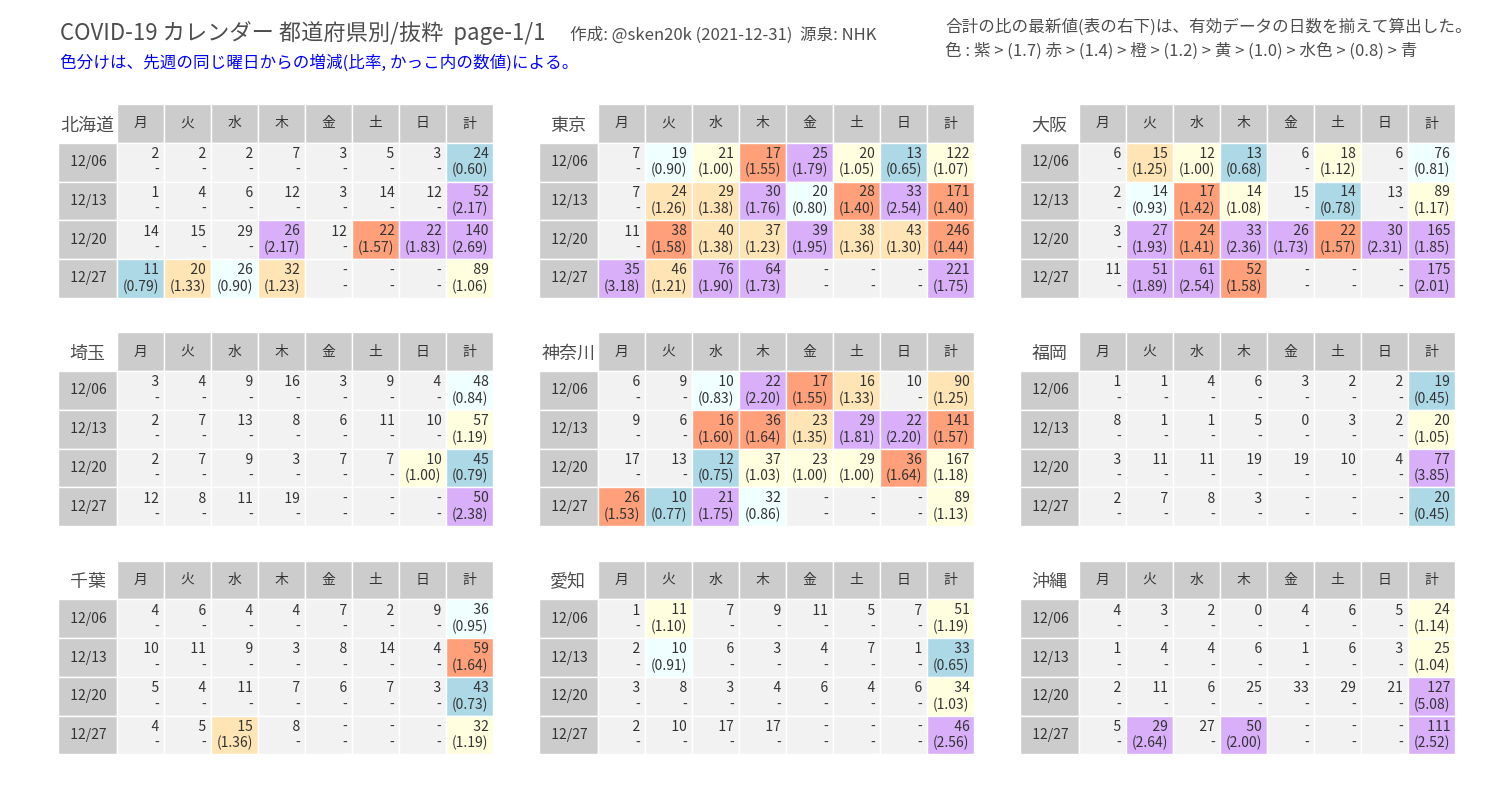 COVID-19 カレンダー 都道府県別/抜粋 page-1/1 作成: @sken20k (2021-12-31) 源泉: NHK
合計の比の最新値(表の右下)は、有効データの日数を揃えて算出した。
色分けは、先週の同じ曜日からの増減(比率, かっこ内の数値)による。
色 : 紫 > (1.7) 赤 > (1.4) 橙 > (1.2) 黄 > (1.0) > 水色 > (0.8) > 青
北海道 月 火 水 木 金 土 日 計
12/06 2 2 2 7 3 5 3 24
- - - - - - - (0.60)
12/13 1 4 6 12 3 14 12 52
- - - - - - - (2.17)
12/20 14 15 29 26 12 22 22 140
- - - (2.17) - (1.57) (1.83) (2.69)
12/27 11 20 26 32 - - - 89
(0.79) (1.33) (0.90) (1.23) - - - (1.06)
東京 月 火 水 木 金 土 日 計
12/06 7 19 21 17 25 20 13 122
- (0.90) (1.00) (1.55) (1.79) (1.05) (0.65) (1.07)
12/13 7 24 29 30 20 28 33 171
- (1.26) (1.38) (1.76) (0.80) (1.40) (2.54) (1.40)
12/20 11 38 40 37 39 38 43 246
- (1.58) (1.38) (1.23) (1.95) (1.36) (1.30) (1.44)
12/27 35 46 76 64 - - - 221
(3.18) (1.21) (1.90) (1.73) - - - (1.75)
大阪 月 火 水 木 金 土 日 計
12/06 6 15 12 13 6 18 6 76
- (1.25) (1.00) (0.68) - (1.12) - (0.81)
12/13 2 14 17 14 15 14 13 89
- (0.93) (1.42) (1.08) - (0.78) - (1.17)
12/20 3 27 24 33 26 22 30 165
- (1.93) (1.41) (2.36) (1.73) (1.57) (2.31) (1.85)
12/27 11 51 61 52 - - - 175
- (1.89) (2.54) (1.58) - - - (2.01)
埼玉 月 火 水 木 金 土 日 計
12/06 3 4 9 16 3 9 4 48
- - - - - - - (0.84)
12/13 2 7 13 8 6 11 10 57
- - - - - - - (1.19)
12/20 2 7 9 3 7 7 10 45
- - - - - - (1.00) (0.79)
12/27 12 8 11 19 - - - 50
- - - - - - - (2.38)
神奈川 月 火 水 木 金 土 日 計
12/06 6 9 10 22 17 16 10 90
- - (0.83) (2.20) (1.55) (1.33) - (1.25)
12/13 9 6 16 36 23 29 22 141
- - (1.60) (1.64) (1.35) (1.81) (2.20) (1.57)
12/20 17 13 12 37 23 29 36 167
- - (0.75) (1.03) (1.00) (1.00) (1.64) (1.18)
12/27 26 10 21 32 - - - 89
(1.53) (0.77) (1.75) (0.86) - - - (1.13)
福岡 月 火 水 木 金 土 日 計
12/06 1 1 4 6 3 2 2 19
- - - - - - - (0.45)
12/13 8 1 1 5 0 3 2 20
- - - - - - - (1.05)
12/20 3 11 11 19 19 10 4 77
- - - - - - - (3.85)
12/27 2 7 8 3 - - - 20
- - - - - - - (0.45)
千葉 月 火 水 木 金 土 日 計
12/06 4 6 4 4 7 2 9 36
- - - - - - - (0.95)
12/13 10 11 9 3 8 14 4 59
- - - - - - - (1.64)
12/20 5 4 11 7 6 7 3 43
- - - - - - - (0.73)
12/27 4 5 15 8 - - - 32
- - (1.36) - - - - (1.19)
愛知 月 火 水 木 金 土 日 計
12/06 1 11 7 9 11 5 7 51
- (1.10) - - - - - (1.19)
12/13 2 10 6 3 4 7 1 33
- (0.91) - - - - - (0.65)
12/20 3 8 3 4 6 4 6 34
- - - - - - - (1.03)
12/27 2 10 17 17 - - - 46
- - - - - - - (2.56)
沖縄 月 火 水 木 金 土 日 計
12/06 4 3 2 0 4 6 5 24
- - - - - - - (1.14)
12/13 1 4 4 6 1 6 3 25
- - - - - - - (1.04)
12/20 2 11 6 25 33 29 21 127
- - - - - - - (5.08)
12/27 5 29 27 50 - - - 111
- (2.64) - (2.00) - - - (2.52)